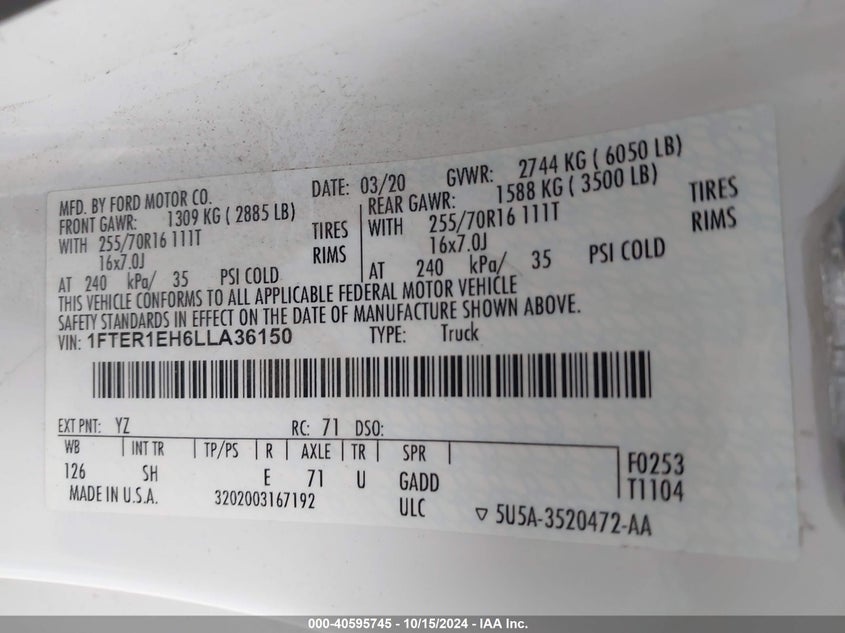 MFD. BY FORD MOTOR CO. DATE: 03/20 GVWR: 2744 KG ( 6050 LB)
FRONT GAWR: 1309 KG ( 2885 LB) REAR GAWR: 1588 KG ( 3500 LB)
WITH 255/70R16 111T TIRES WITH 255/70R16 111T TIRES
16x7.0J RIMS 16x7.0J RIMS
AT 240 kPa/ 35 PSI COLD AT 240 kPa/ 35 PSI COLD
THIS VEHICLE CONFORMS TO ALL APPLICABLE FEDERAL MOTOR VEHICLE
SAFETY STANDARDS IN EFFECT ON THE DATE OF MANUFACTURE SHOWN ABOVE.
VIN: 1FTER1EH6LLA36150 TYPE: Truck
EXT PNT: YZ RC: 71 DSO:
WB INT TR TP/PS R AXLE TR SPR
126 SH E 71 U GADD F0253
MADE IN U.S.A. 3202003167192 ULC T1104
5U5A-3520472-AA
000-40595745 - 10/15/2024 - IAA Inc.